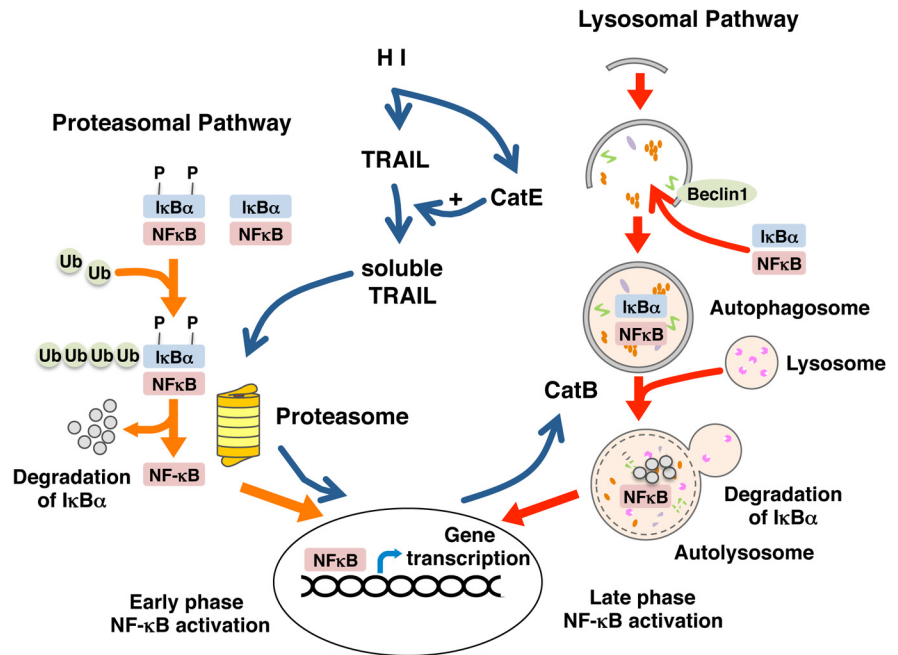 Lysosomal Pathway
H I
Proteasomal Pathway
TRAIL
CatE
+
P P
IκBα
NFκB
IκBα
NFκB
Beclin1
IκBα
NFκB
Ub
Ub
soluble
TRAIL
IκBα
NFκB
Autophagosome
P P
Ub Ub Ub Ub
IκBα
NFκB
Lysosome
CatB
Proteasome
Degradation
of IκBα
NF-κB
NFκB
Degradation
of IκBα
Autolysosome
Gene
transcription
NFκB
Early phase
NF-κB activation
Late phase
NF-κB activation